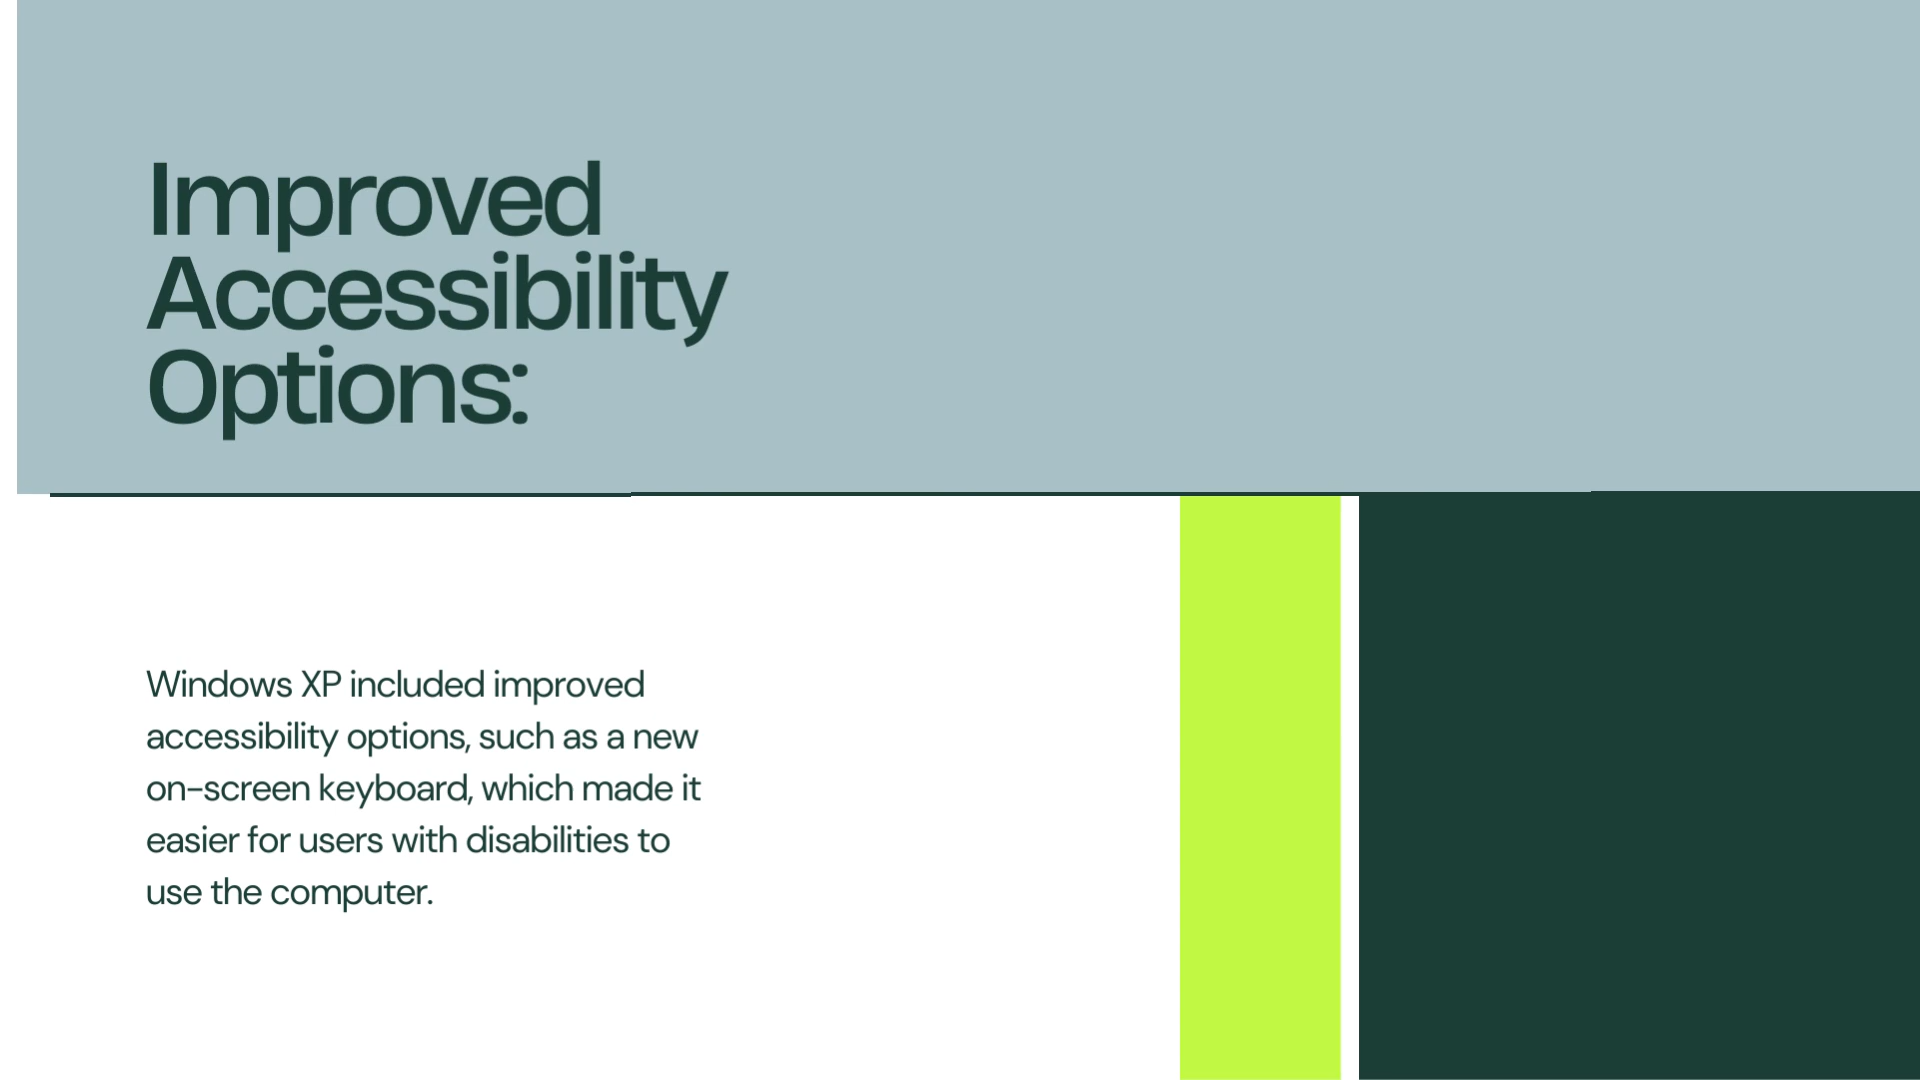 Improved
Accessibility
Options:
Windows XP included improved
accessibility options, such as a new
on-screen keyboard, which made it
easier for users with disabilities to
use the computer.